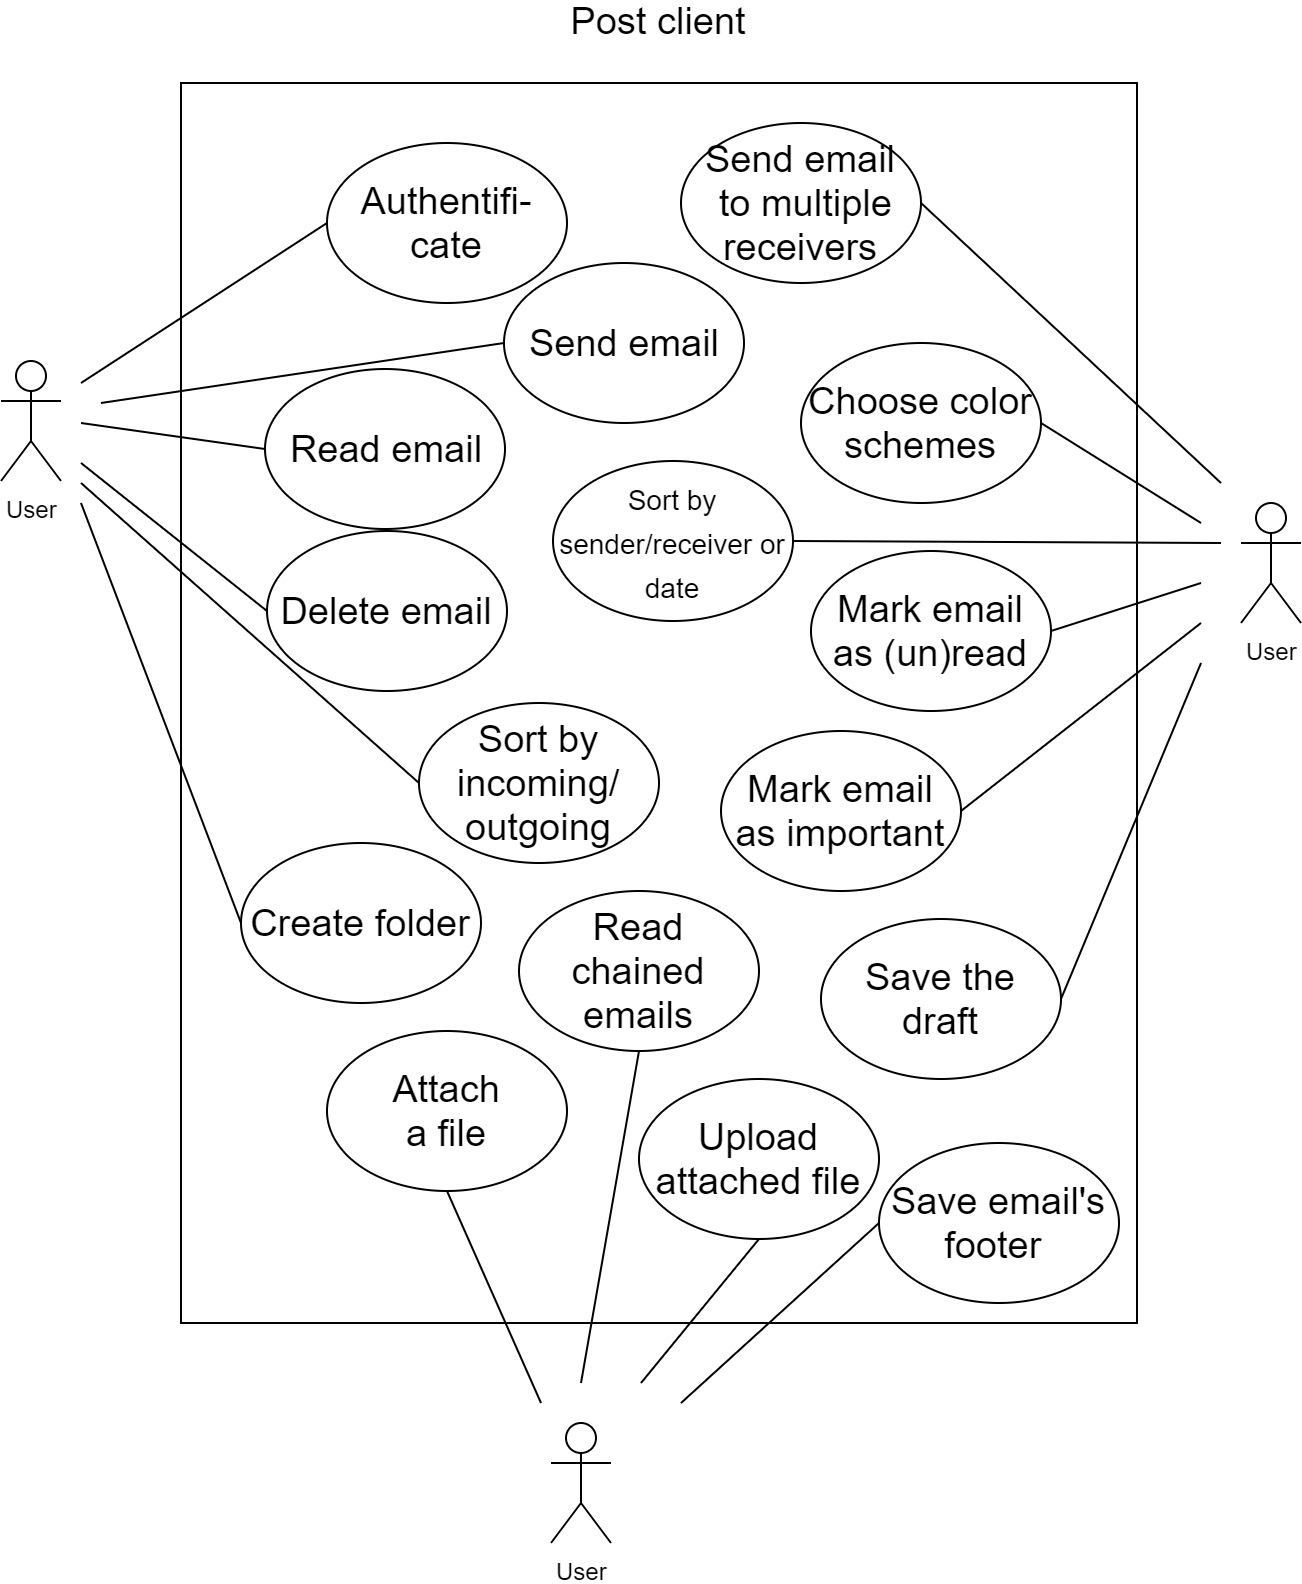 Post client
Authentifi-
cate
Send email
to multiple
receivers
Send email
Read email
Choose color
schemes
Sort by
sender/receiver or
date
User
Delete email
Mark email
as (un)read
User
Sort by
incoming/
outgoing
Mark email
as important
Create folder
Read
chained
emails
Save the
draft
Attach
a file
Upload
attached file
Save email's
footer
User